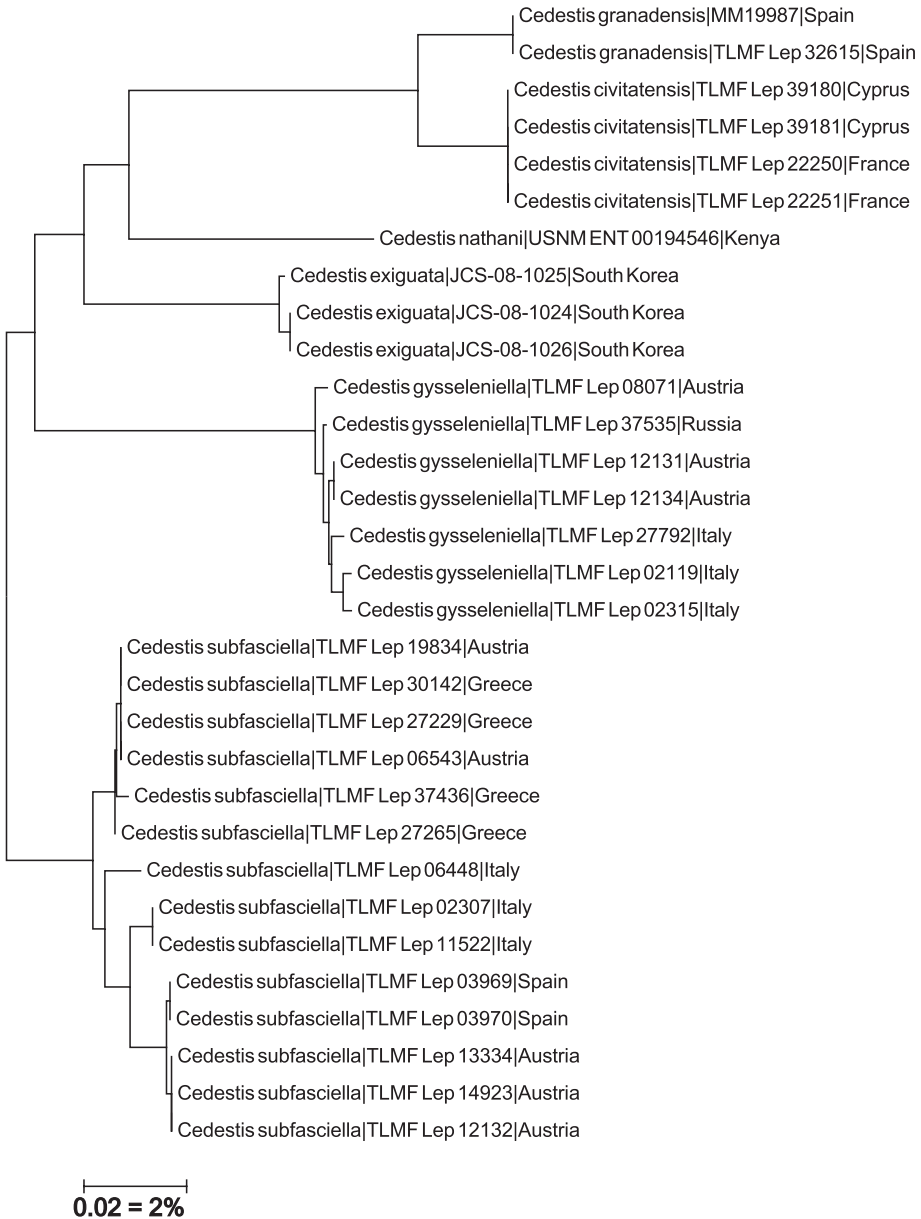 Cedestis granadensis|MM19987|Spain
Cedestis granadensis|TLMF Lep 32615|Spain
Cedestis civitatensis|TLMF Lep 39180|Cyprus
Cedestis civitatensis|TLMF Lep 39181|Cyprus
Cedestis civitatensis|TLMF Lep 22250|France
Cedestis civitatensis|TLMF Lep 22251|France
Cedestis nathani|USNM ENT 00194546|Kenya
Cedestis exiguata|JCS-08-1025|South Korea
Cedestis exiguata|JCS-08-1024|South Korea
Cedestis exiguata|JCS-08-1026|South Korea
Cedestis gysseleniella|TLMF Lep 08071|Austria
Cedestis gysseleniella|TLMF Lep 37535|Russia
Cedestis gysseleniella|TLMF Lep 12131|Austria
Cedestis gysseleniella|TLMF Lep 12134|Austria
Cedestis gysseleniella|TLMF Lep 27792|Italy
Cedestis gysseleniella|TLMF Lep 02119|Italy
Cedestis gysseleniella|TLMF Lep 02315|Italy
Cedestis subfasciella|TLMF Lep 19834|Austria
Cedestis subfasciella|TLMF Lep 30142|Greece
Cedestis subfasciella|TLMF Lep 27229|Greece
Cedestis subfasciella|TLMF Lep 06543|Austria
Cedestis subfasciella|TLMF Lep 37436|Greece
Cedestis subfasciella|TLMF Lep 27265|Greece
Cedestis subfasciella|TLMF Lep 06448|Italy
Cedestis subfasciella|TLMF Lep 02307|Italy
Cedestis subfasciella|TLMF Lep 11522|Italy
Cedestis subfasciella|TLMF Lep 03969|Spain
Cedestis subfasciella|TLMF Lep 03970|Spain
Cedestis subfasciella|TLMF Lep 13334|Austria
Cedestis subfasciella|TLMF Lep 14923|Austria
Cedestis subfasciella|TLMF Lep 12132|Austria
0.02 = 2%